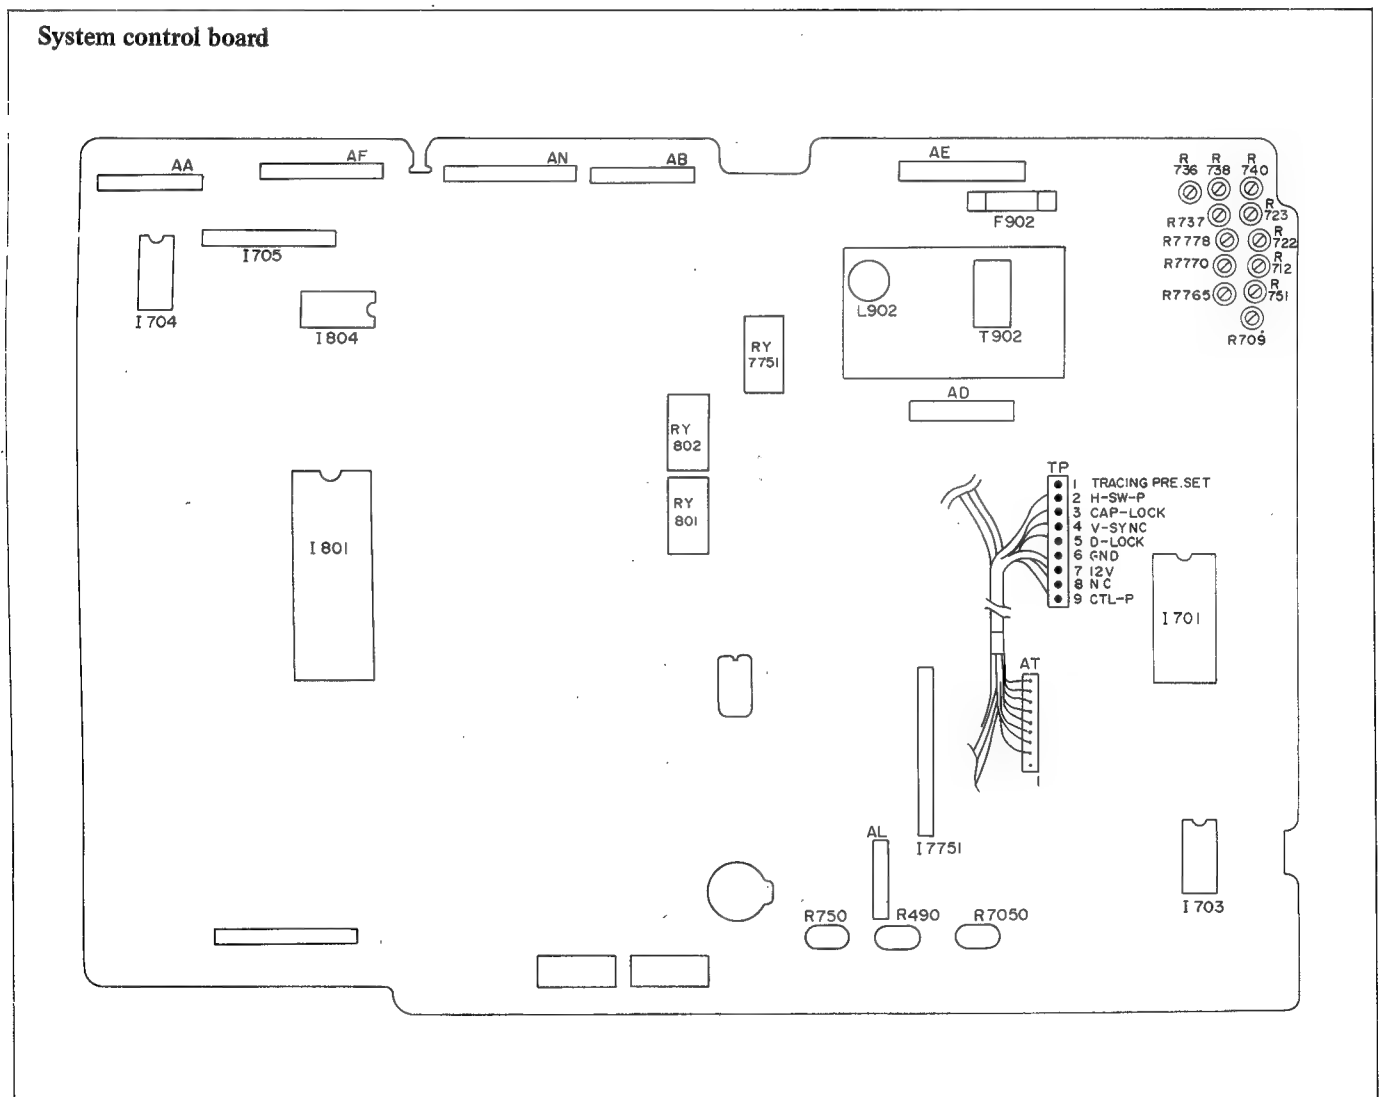 System control board
AA
AF
AN
AB
AE
R 736
R 738
R 740
F902
R737
R 723
R7778
R 722
R7770
R 712
R7765
R 751
R709
I705
I704
I804
L902
T902
RY 7751
AD
RY 802
RY 801
I801
TP
1 TRACING PRE.SET
2 H-SW-P
3 CAP-LOCK
4 V-SYNC
5 D-LOCK
6 GND
7 12V
8 NC
9 CTL-P
I701
AT
1
I7751
AL
I703
R750
R490
R7050